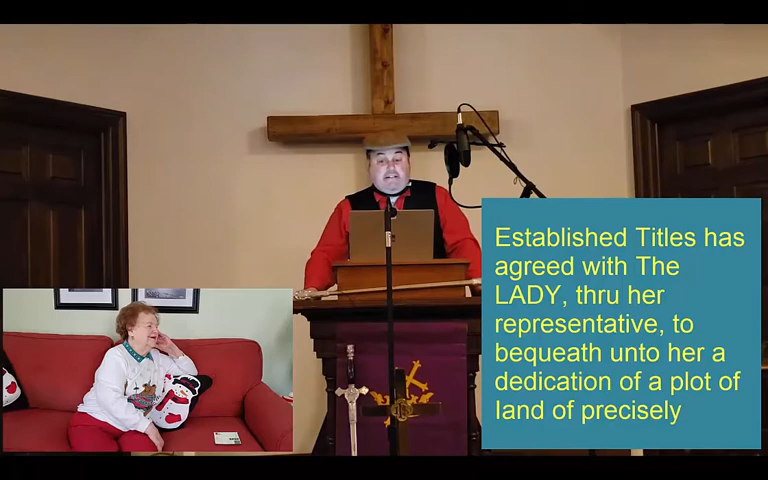 Established Titles has
agreed with The
LADY, thru her
representative, to
bequeath unto her a
dedication of a plot of
land of precisely